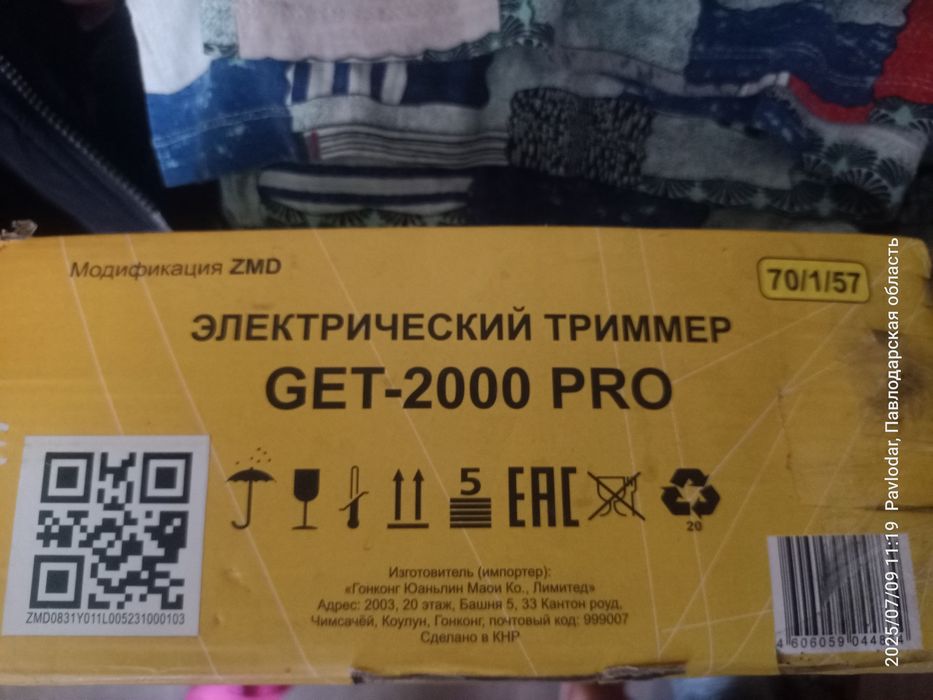 Модификация ZMD
70/1/57
ЭЛЕКТРИЧЕСКИЙ ТРИММЕР
GET-2000 PRO
5
EAC
20
ZMD0831Y011L005231000103
Изготовитель (импортер):
«Гонконг Юаньлин Маои Ко., Лимитед»
Адрес: 2003, 20 этаж, Башня 5, 33 Кантон роуд,
Чимсачёй, Коулун, Гонконг, почтовый код: 999007
Сделано в КНР
2025/07/09 11:19 Pavlodar, Павлодарская область